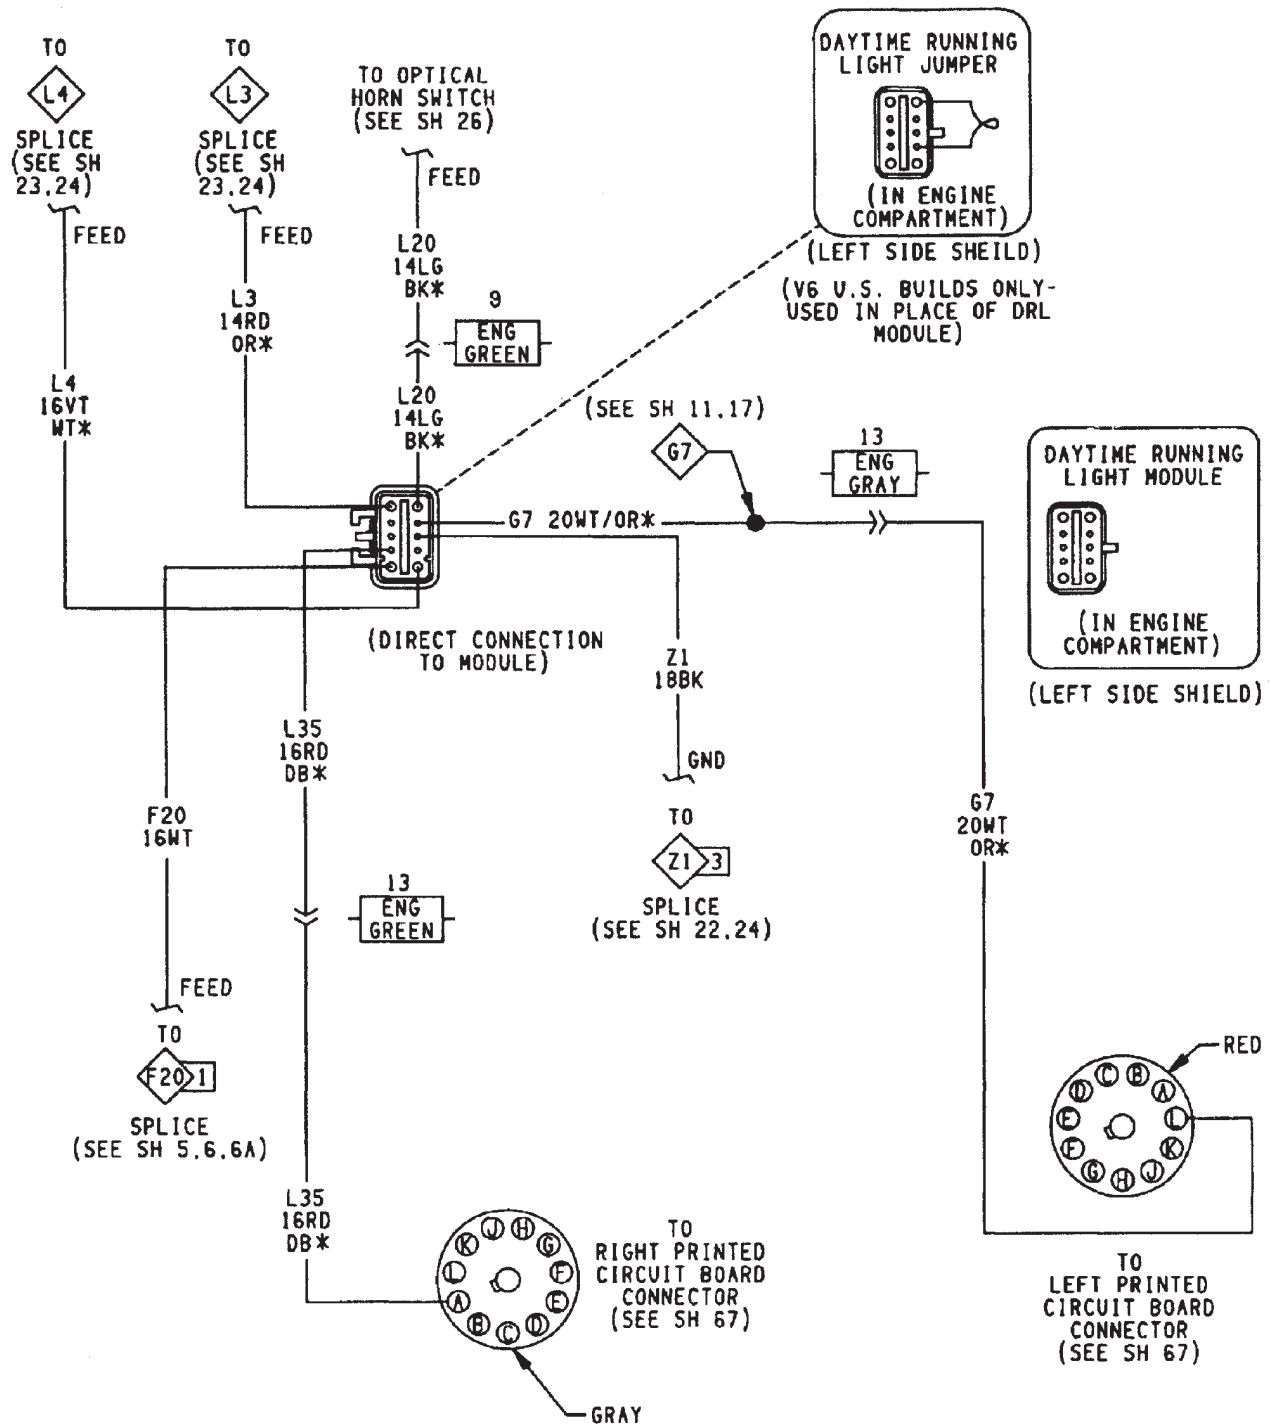 TO
L4
SPLICE
(SEE SH
23,24)
FEED
TO
L3
SPLICE
(SEE SH
23,24)
FEED
TO OPTICAL
HORN SWITCH
(SEE SH 26)
FEED
DAYTIME RUNNING
LIGHT JUMPER
(IN ENGINE
COMPARTMENT)
(LEFT SIDE SHEILD)
(V6 U.S. BUILDS ONLY-
USED IN PLACE OF DRL
MODULE)
L20
14LG
BK*
L3
14RD
OR*
9
ENG
GREEN
L4
16VT
WT*
L20
14LG
BK*
(SEE SH 11,17)
G7
13
ENG
GRAY
DAYTIME RUNNING
LIGHT MODULE
(IN ENGINE
COMPARTMENT)
(LEFT SIDE SHIELD)
G7 20WT/OR*
(DIRECT CONNECTION
TO MODULE)
Z1
18BK
GND
TO
Z1 3
SPLICE
(SEE SH 22,24)
L35
16RD
DB*
F20
16WT
G7
20WT
OR*
13
ENG
GREEN
FEED
TO
F20 1
SPLICE
(SEE SH 5,6,6A)
L35
16RD
DB*
RED
A
B
C
D
E
F
G
H
J
K
L
TO
LEFT PRINTED
CIRCUIT BOARD
CONNECTOR
(SEE SH 67)
A
B
C
D
E
F
G
H
J
K
L
TO
RIGHT PRINTED
CIRCUIT BOARD
CONNECTOR
(SEE SH 67)
GRAY